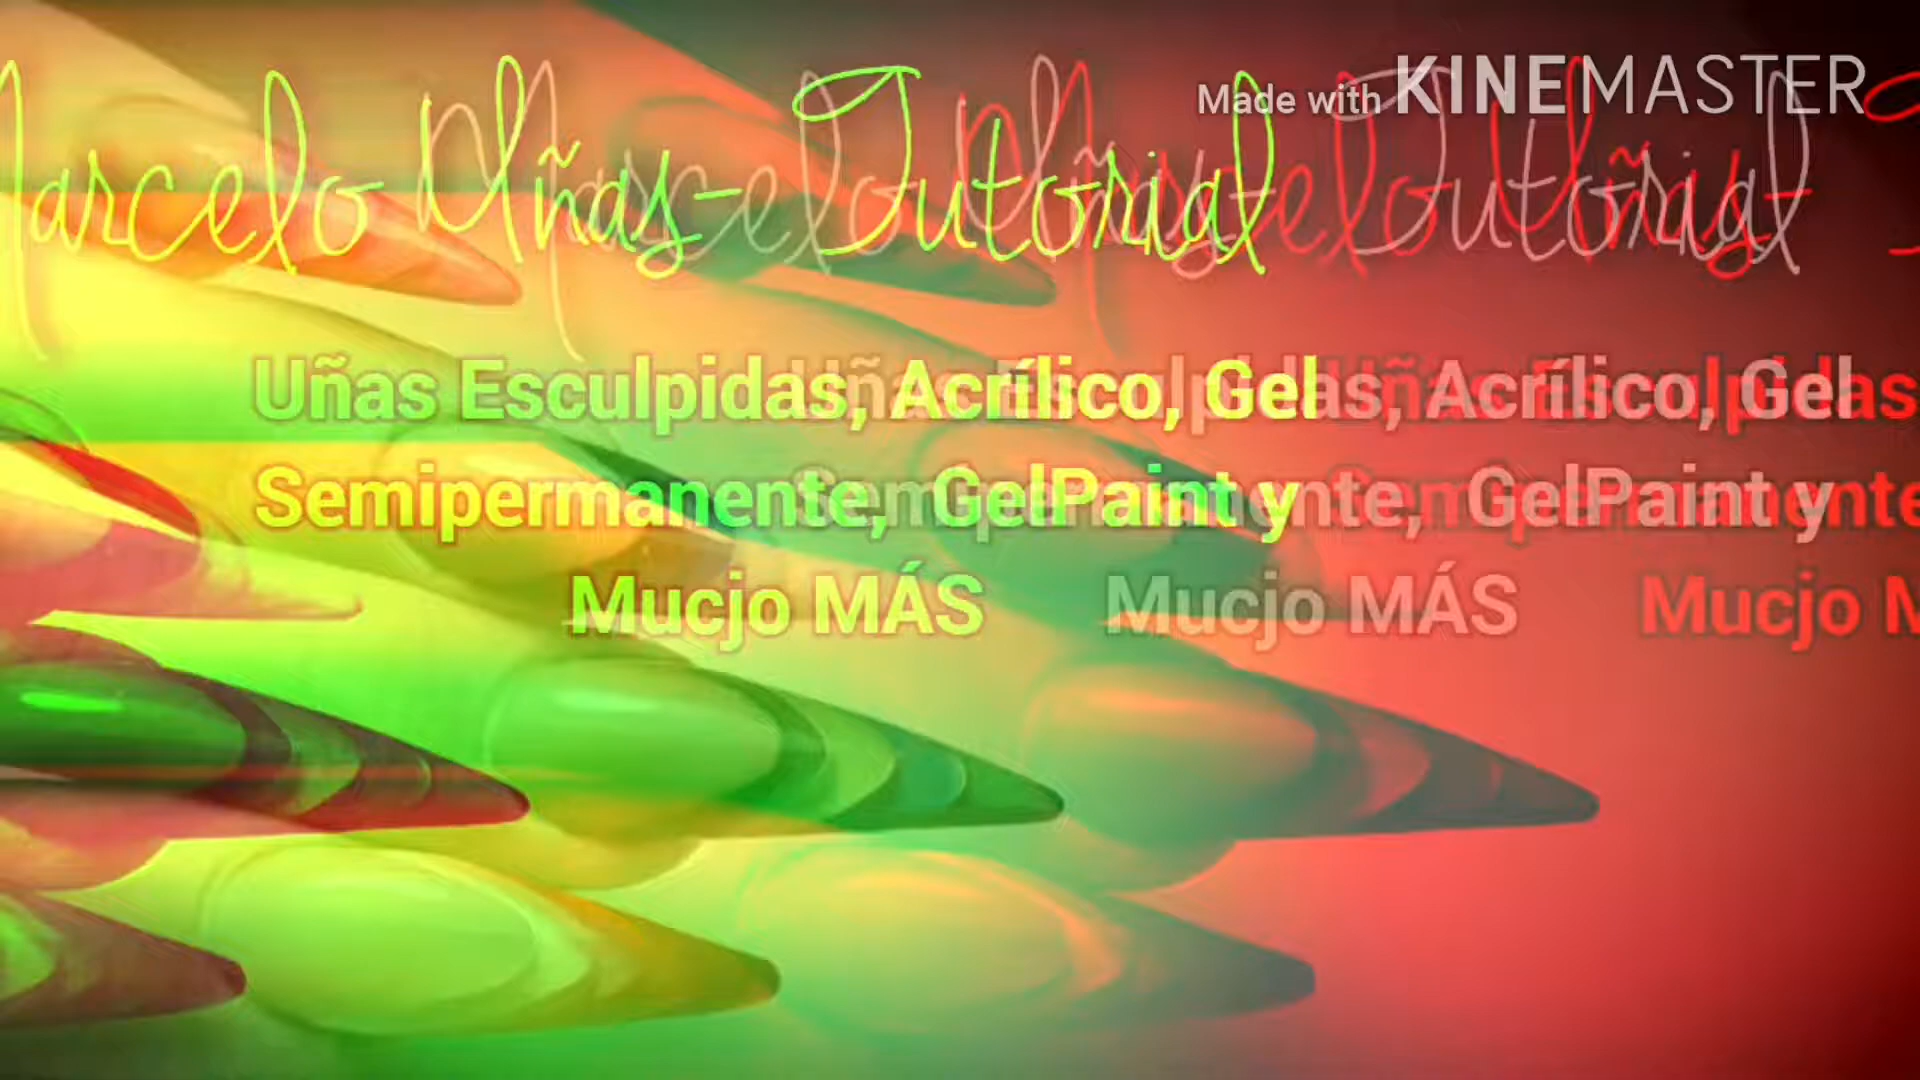 Made with KINEMASTER
Marcelo Uñas-Tutorial
Uñas Esculpidas, Acrílico, Gel
Semipermanente, GelPaint y
Mucjo MÁS